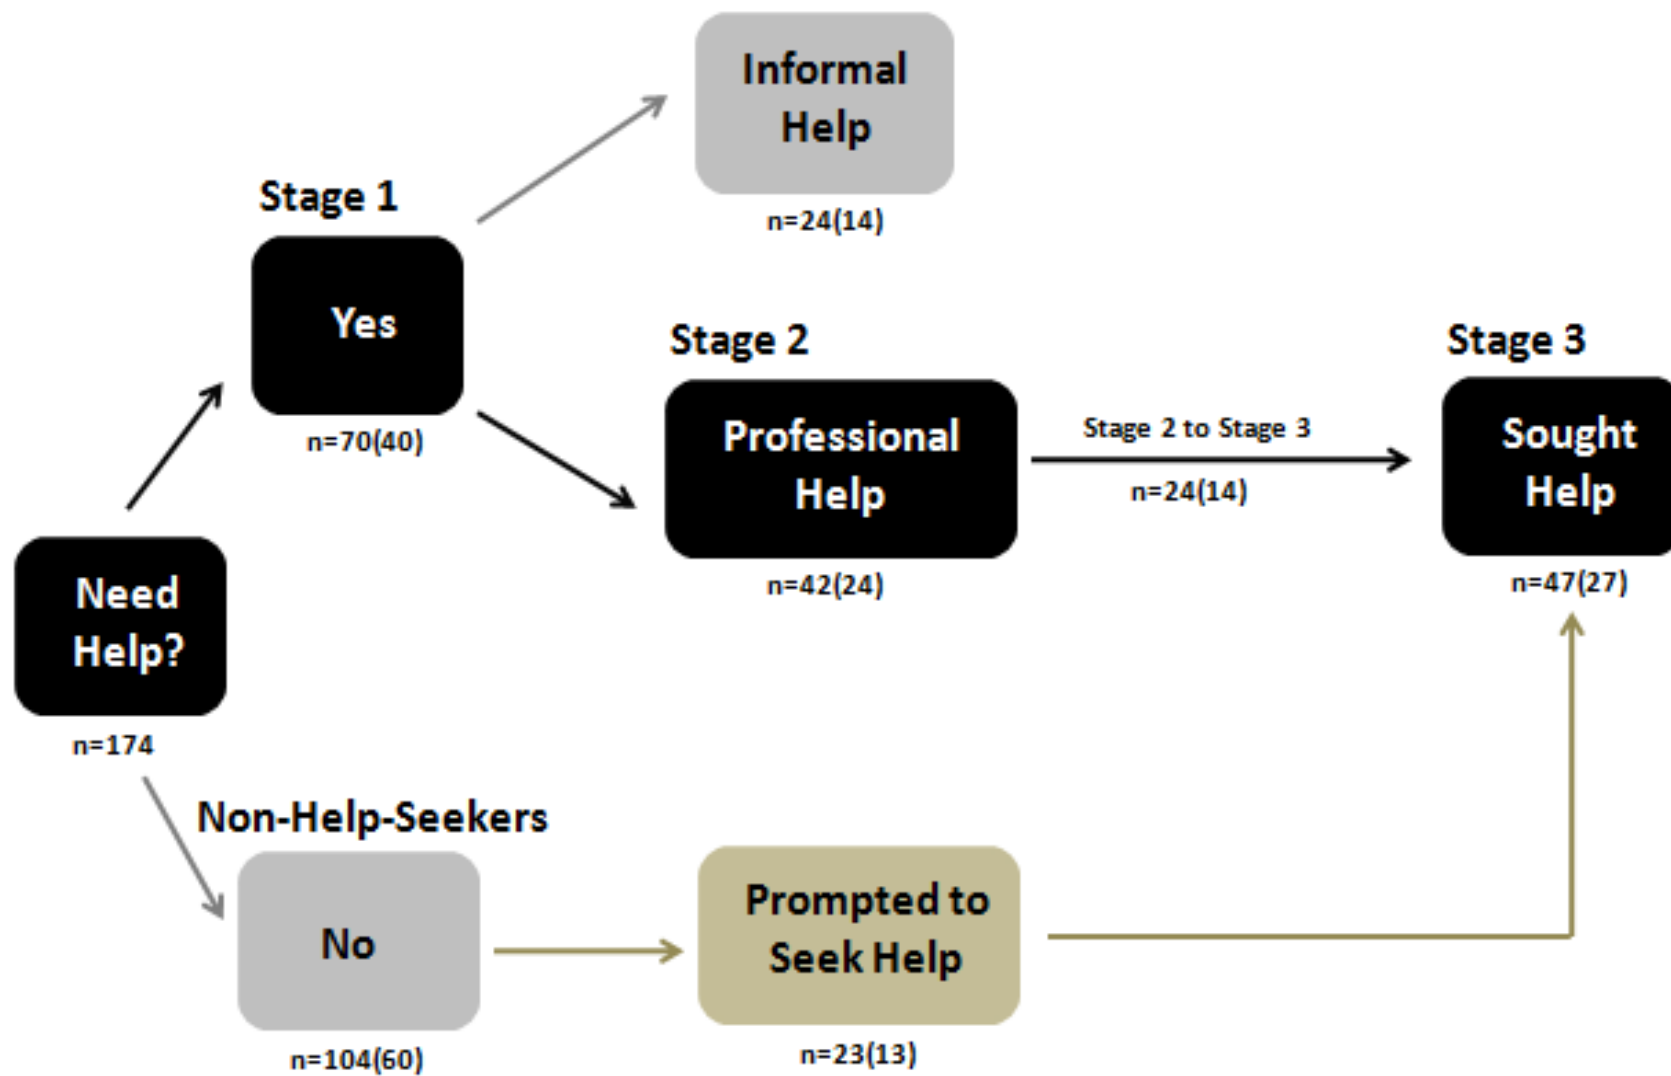 Informal
Help
n=24(14)
Stage 1
Yes
n=70(40)
Stage 2
Professional
Help
n=42(24)
Stage 2 to Stage 3
n=24(14)
Stage 3
Sought
Help
n=47(27)
Need
Help?
n=174
Non-Help-Seekers
No
n=104(60)
Prompted to
Seek Help
n=23(13)